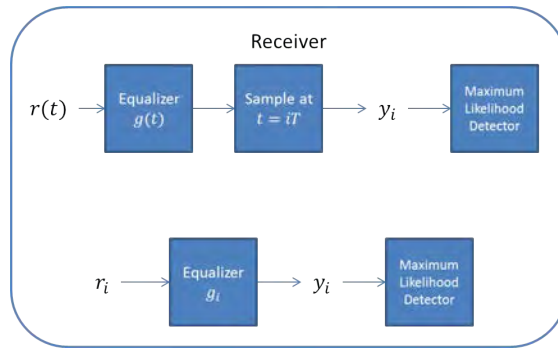 Receiver
r(t)
Equalizer
g(t)
Sample at
t = iT
y_i
Maximum
Likelihood
Detector
r_i
Equalizer
g_i
y_i
Maximum
Likelihood
Detector